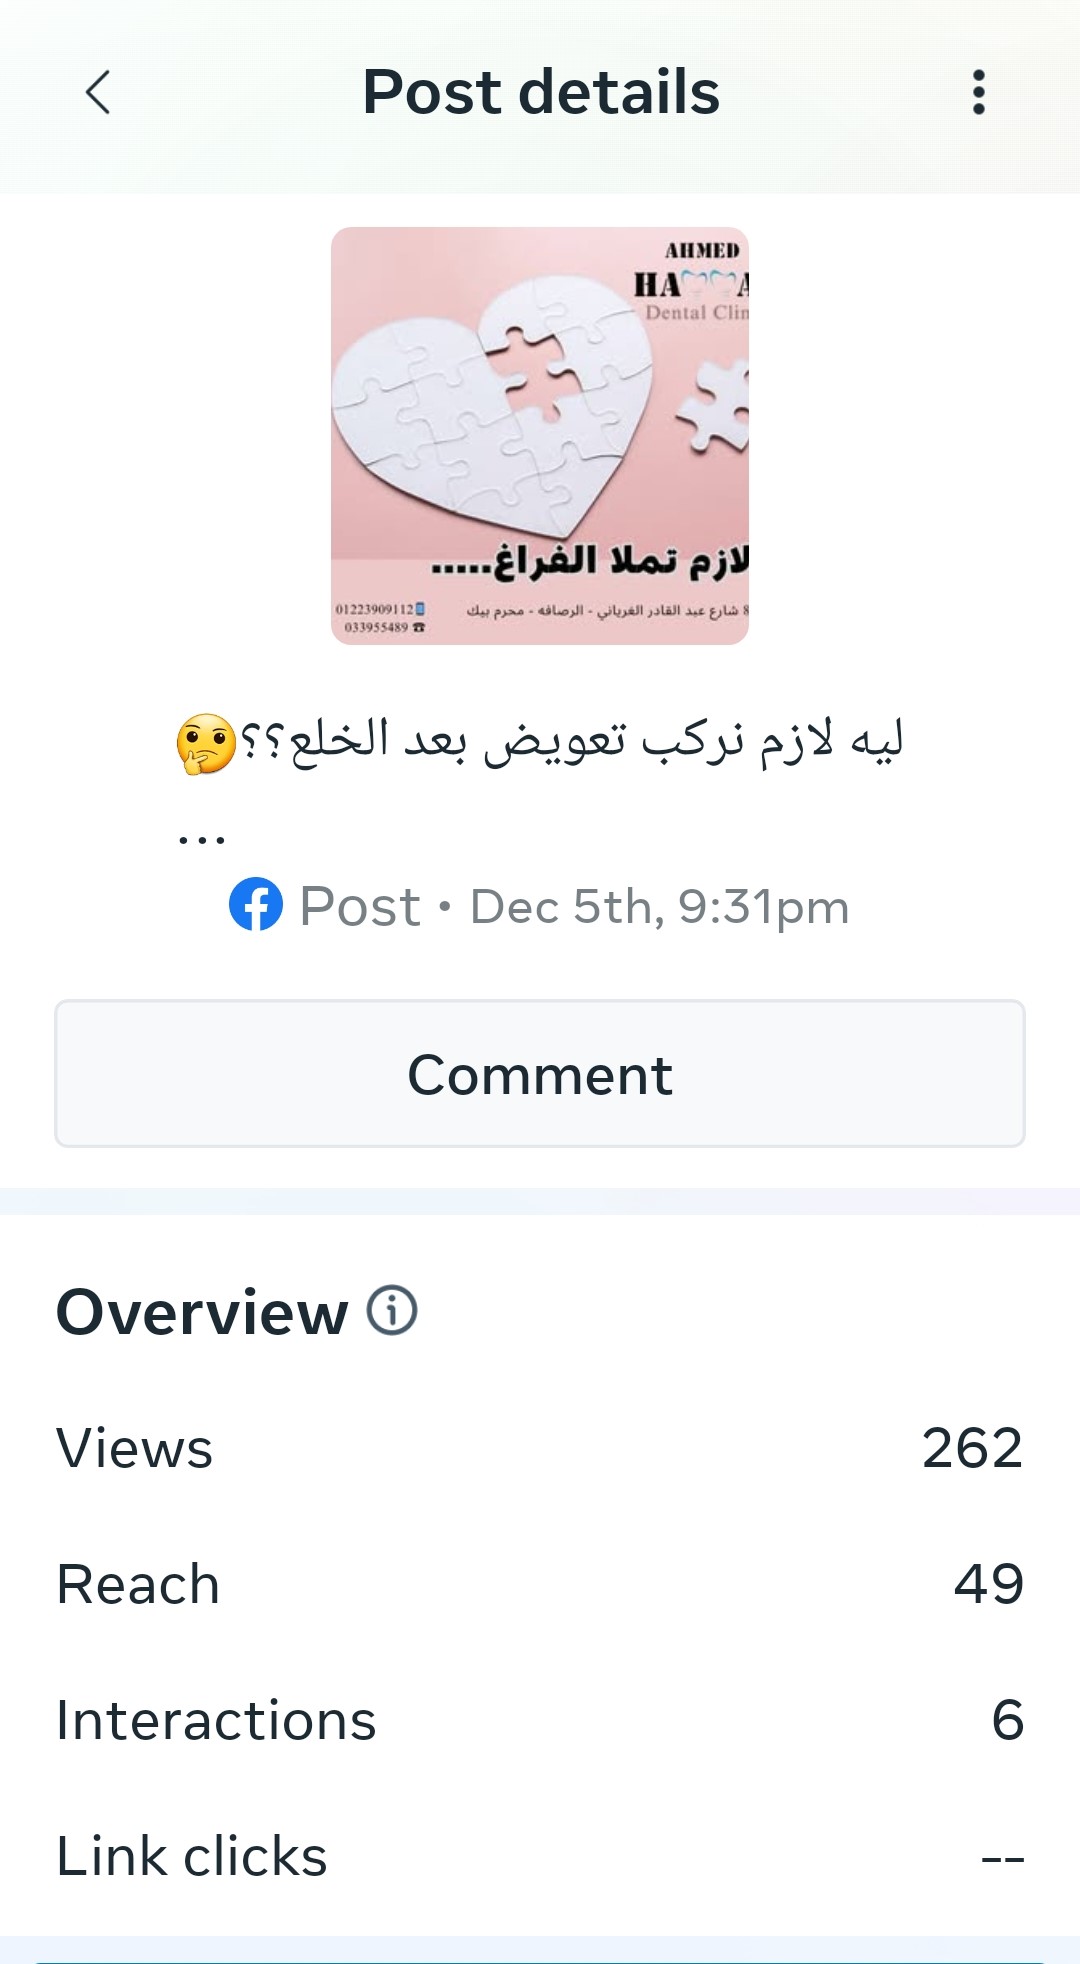 Post details
AHMED
HA
Dental Clin
لازم تملا الفراغ.....
8 شارع عبد القادر الغرياني - الرصافه - محرم بيك
01223909112
033955489
ليه لازم نركب تعويض بعد الخلع؟؟🤔
...
Post • Dec 5th, 9:31pm
Comment
Overview
Views 262
Reach 49
Interactions 6
Link clicks --